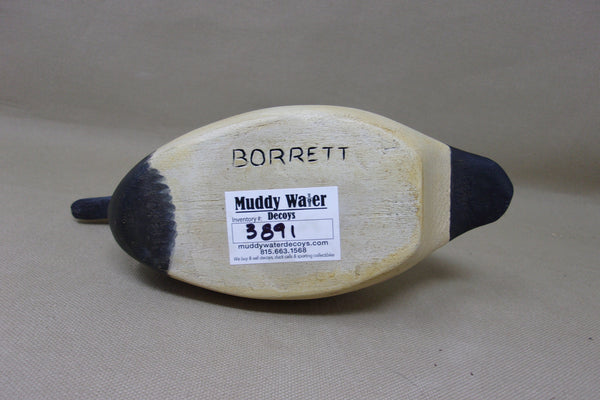 BORRETT
Muddy Water
Decoys
Inventory #:
3891
muddywaterdecoys.com
815.663.1568
We buy & sell decoys, duck calls & sporting collectibles